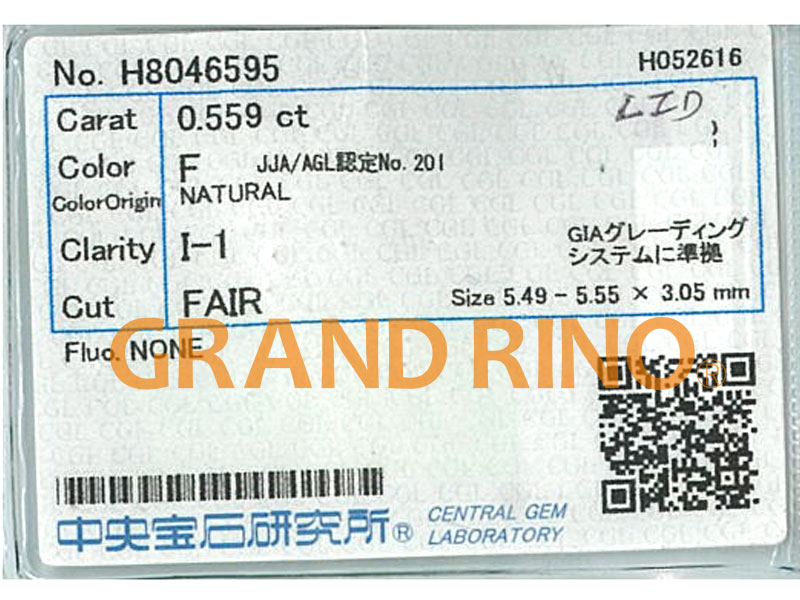 No. H8046595
H052616
Carat 0.559 ct
LID
Color F JJA/AGL認定No.201
ColorOrigin NATURAL
Clarity I-1
GIAグレーディング
システムに準拠
Cut FAIR Size 5.49 - 5.55 × 3.05 mm
GRAND RINO®
Fluo. NONE
中央宝石研究所® CENTRAL GEM
LABORATORY